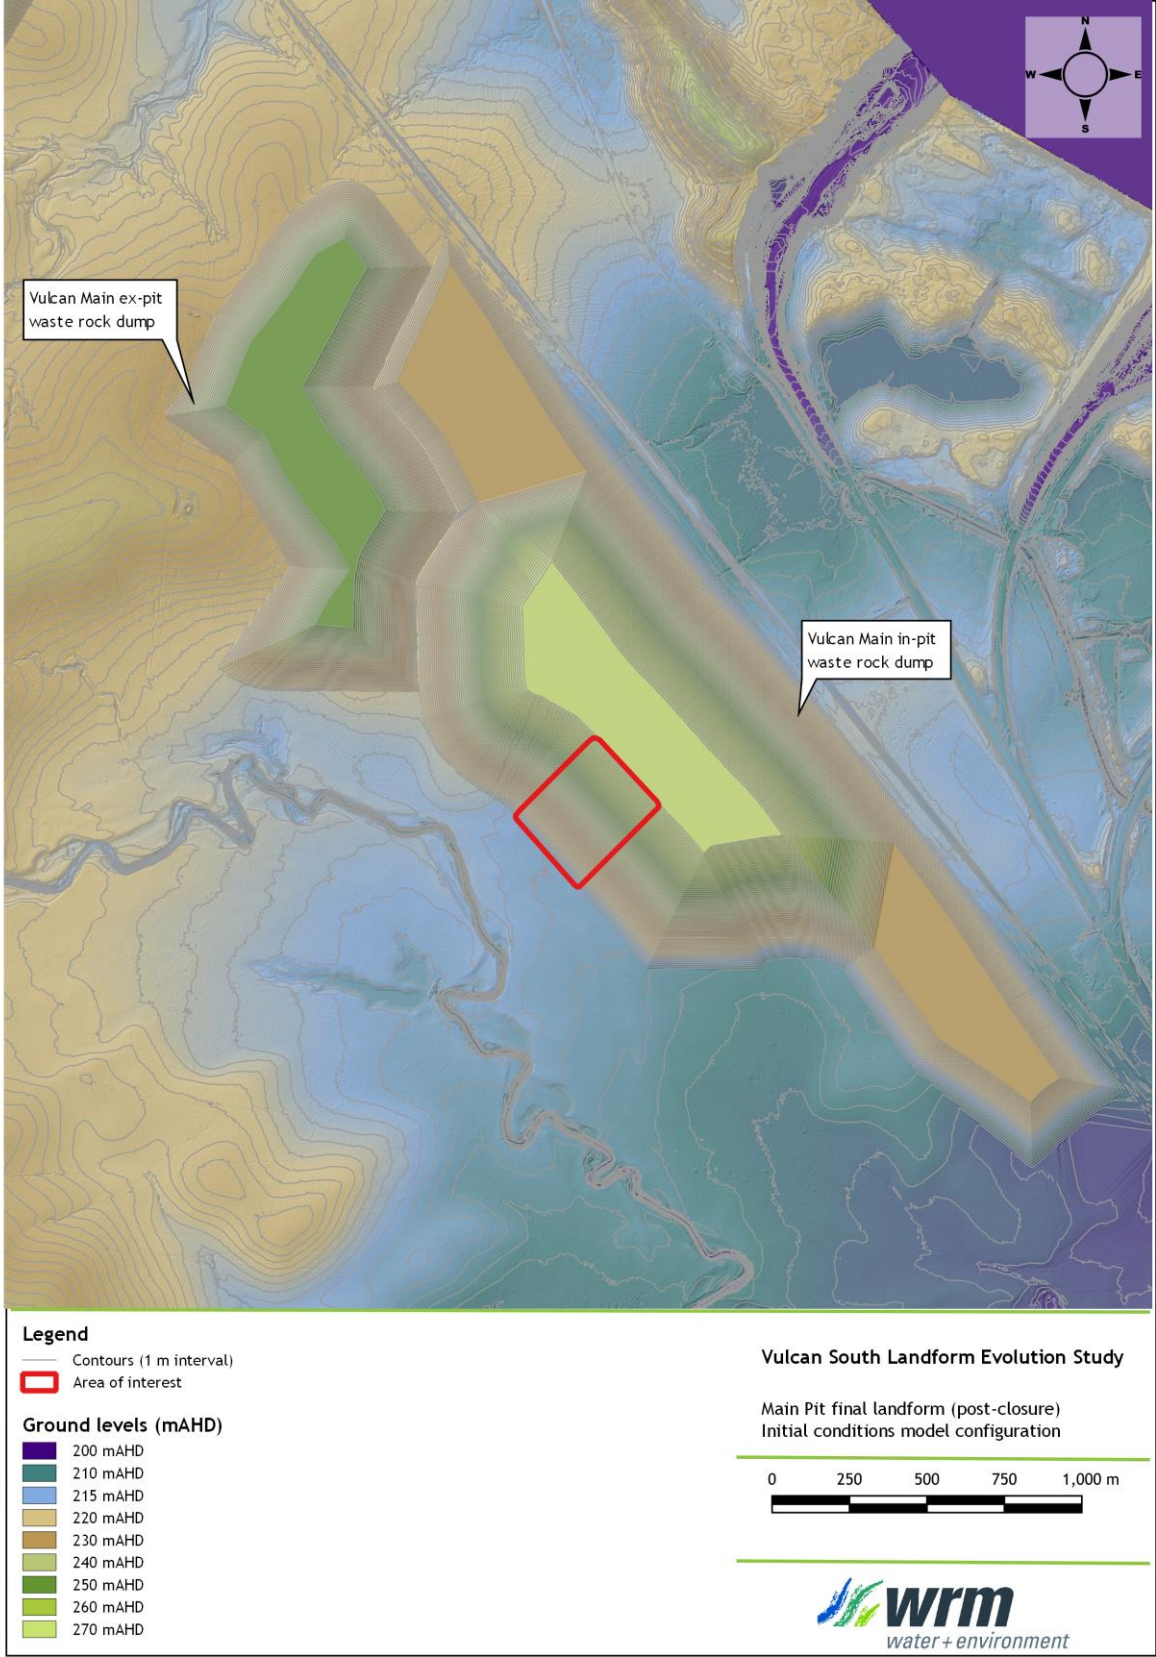 N
W
E
S
Vulcan Main ex-pit
waste rock dump
Vulcan Main in-pit
waste rock dump
Legend
Contours (1 m interval)
Area of interest
Ground levels (mAHD)
200 mAHD
210 mAHD
215 mAHD
220 mAHD
230 mAHD
240 mAHD
250 mAHD
260 mAHD
270 mAHD
Vulcan South Landform Evolution Study
Main Pit final landform (post-closure)
Initial conditions model configuration
0 250 500 750 1,000 m
wrm
water + environment